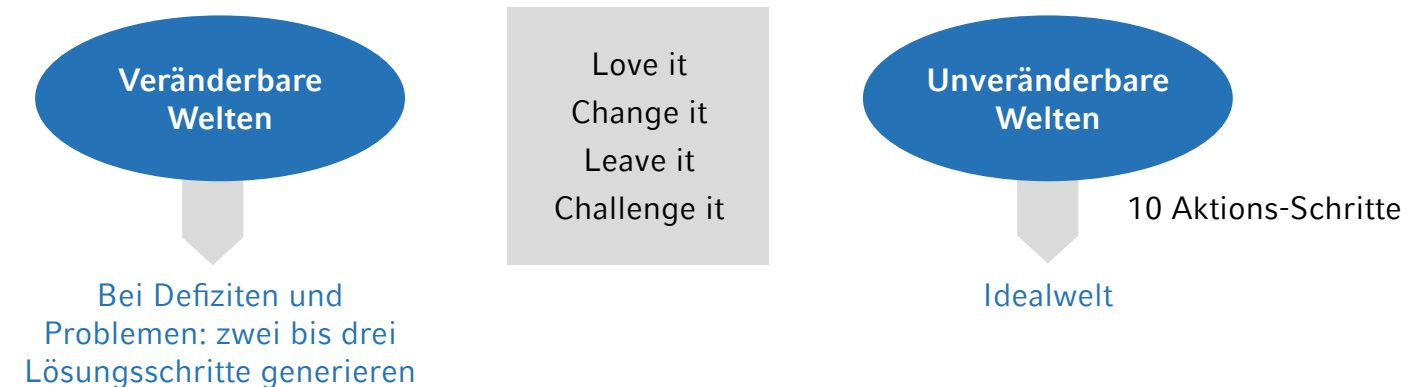 Veränderbare
Welten
Bei Defiziten und
Problemen: zwei bis drei
Lösungsschritte generieren
Love it
Change it
Leave it
Challenge it
Unveränderbare
Welten
10 Aktions-Schritte
Idealwelt